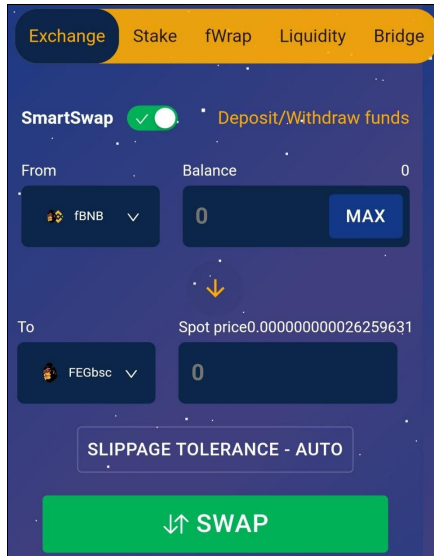 Exchange Stake fWrap Liquidity Bridge
SmartSwap Deposit/Withdraw funds
From Balance 0
fBNB 0 MAX
To Spot price0.000000000026259631
FEGbsc 0
SLIPPAGE TOLERANCE - AUTO
SWAP